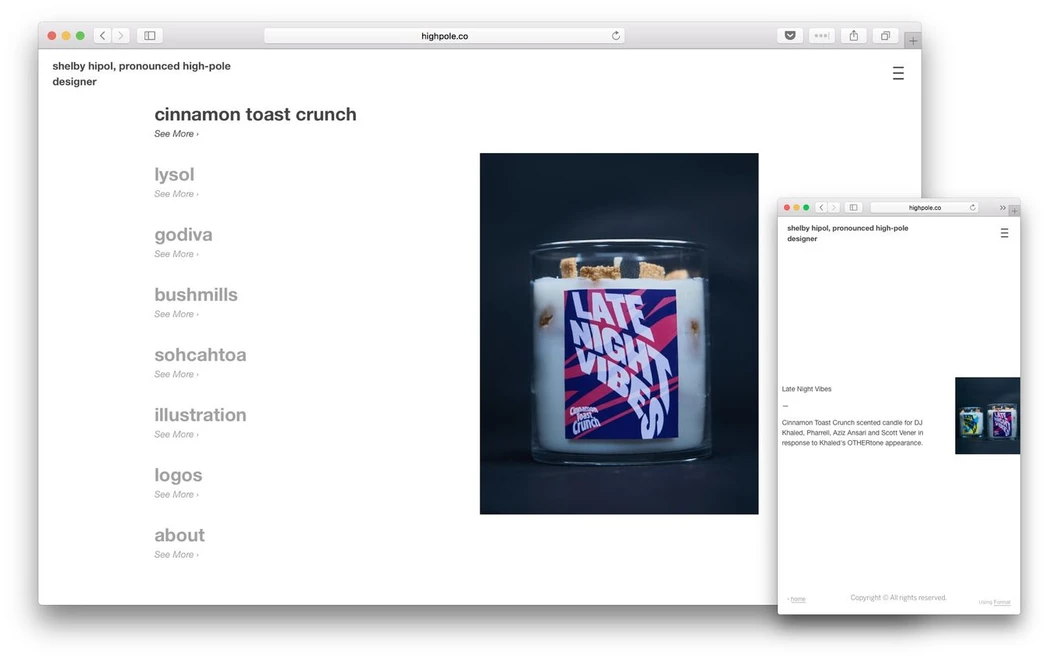 highpole.co
shelby hipol, pronounced high-pole
designer
cinnamon toast crunch
See More ›
lysol
See More ›
godiva
See More ›
bushmills
See More ›
sohcahtoa
See More ›
illustration
See More ›
logos
See More ›
about
See More ›
LATE
NIGHT
VIBES
Cinnamon
Toast
Crunch
highpole.co
shelby hipol, pronounced high-pole
designer
Late Night Vibes
—
Cinnamon Toast Crunch scented candle for DJ
Khaled, Pharrell, Aziz Ansari and Scott Vener in
response to Khaled's OTHERtone appearance.
LATE
NIGHT
VIBES
‹ home
Copyright © All rights reserved.
Using Format